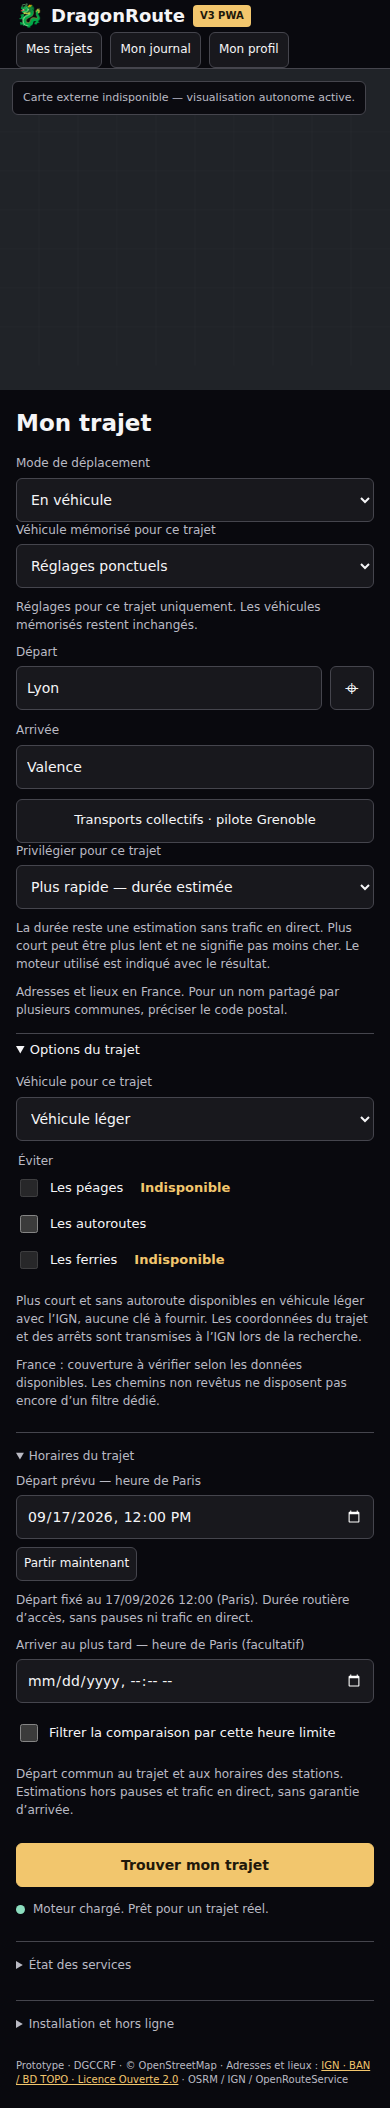 DragonRoute V3 PWA
Mes trajets Mon journal Mon profil
Carte externe indisponible — visualisation autonome active.
Mon trajet
Mode de déplacement
En véhicule
Véhicule mémorisé pour ce trajet
Réglages ponctuels
Réglages pour ce trajet uniquement. Les véhicules
mémorisés restent inchangés.
Départ
Lyon
Arrivée
Valence
Transports collectifs · pilote Grenoble
Privilégier pour ce trajet
Plus rapide — durée estimée
La durée reste une estimation sans trafic en direct. Plus
court peut être plus lent et ne signifie pas moins cher. Le
moteur utilisé est indiqué avec le résultat.
Adresses et lieux en France. Pour un nom partagé par
plusieurs communes, préciser le code postal.
Options du trajet
Véhicule pour ce trajet
Véhicule léger
Éviter
Les péages Indisponible
Les autoroutes
Les ferries Indisponible
Plus court et sans autoroute disponibles en véhicule léger
avec l’IGN, aucune clé à fournir. Les coordonnées du trajet
et des arrêts sont transmises à l’IGN lors de la recherche.
France : couverture à vérifier selon les données
disponibles. Les chemins non revêtus ne disposent pas
encore d’un filtre dédié.
Horaires du trajet
Départ prévu — heure de Paris
09/17/2026, 12:00 PM
Partir maintenant
Départ fixé au 17/09/2026 12:00 (Paris). Durée routière
d’accès, sans pauses ni trafic en direct.
Arriver au plus tard — heure de Paris (facultatif)
mm/dd/yyyy, --:-- --
Filtrer la comparaison par cette heure limite
Départ commun au trajet et aux horaires des stations.
Estimations hors pauses et trafic en direct, sans garantie
d’arrivée.
Trouver mon trajet
Moteur chargé. Prêt pour un trajet réel.
État des services
Installation et hors ligne
Prototype · DGCCRF · © OpenStreetMap · Adresses et lieux : IGN · BAN
/ BD TOPO · Licence Ouverte 2.0 · OSRM / IGN / OpenRouteService